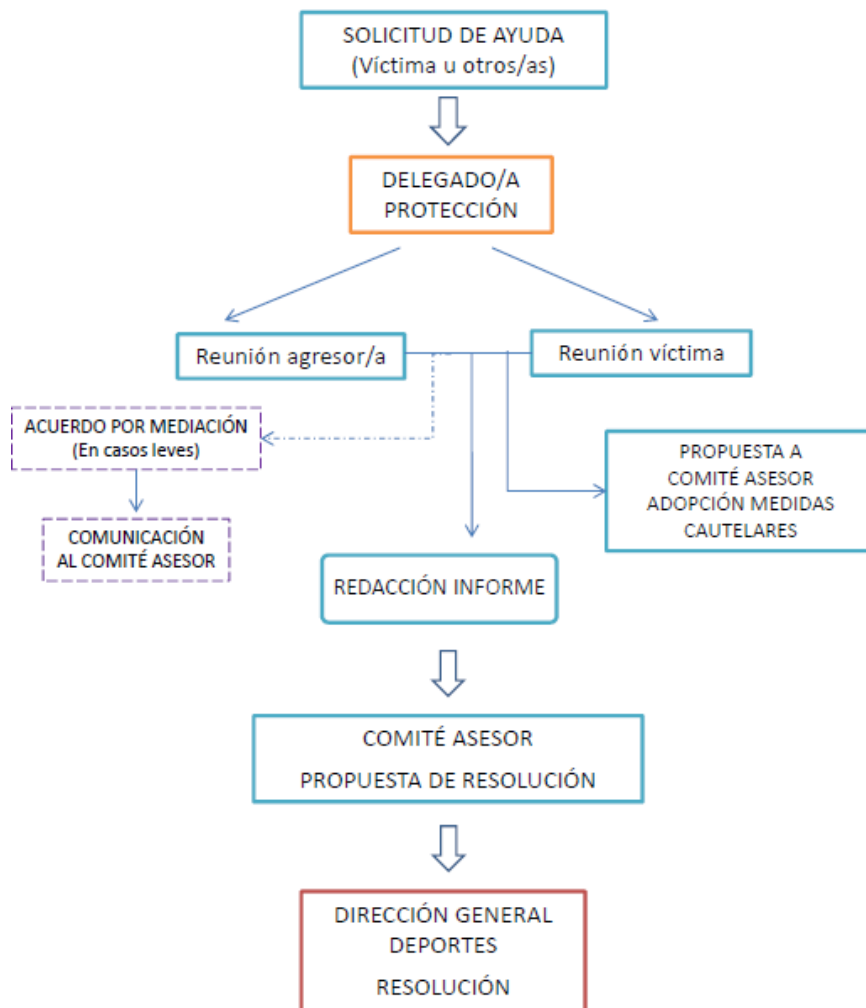 SOLICITUD DE AYUDA
(Víctima u otros/as)
DELEGADO/A
PROTECCIÓN
Reunión agresor/a
Reunión víctima
ACUERDO POR MEDIACIÓN
(En casos leves)
COMUNICACIÓN
AL COMITÉ ASESOR
PROPUESTA A
COMITÉ ASESOR
ADOPCIÓN MEDIDAS
CAUTELARES
REDACCIÓN INFORME
COMITÉ ASESOR
PROPUESTA DE RESOLUCIÓN
DIRECCIÓN GENERAL
DEPORTES
RESOLUCIÓN